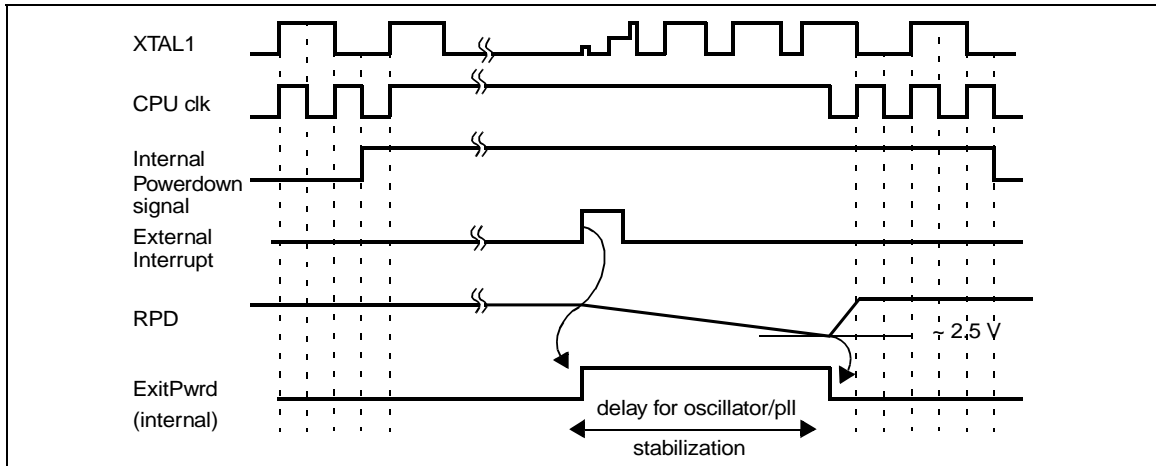 XTAL1
CPU clk
Internal
Powerdown
signal
External
Interrupt
RPD
~ 2.5 V
ExitPwrd
(internal)
delay for oscillator/pll
stabilization